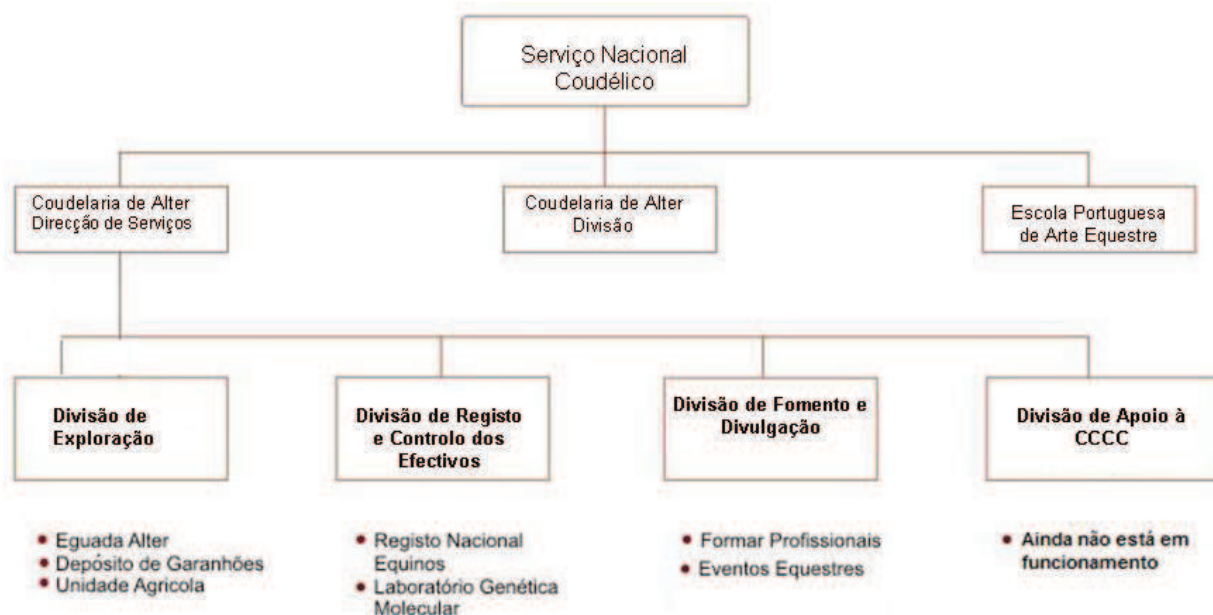 Serviço Nacional
Coudélico
Coudelaria de Alter
Direcção de Serviços
Coudelaria de Alter
Divisão
Escola Portuguesa
de Arte Equestre
Divisão de
Exploração
Divisão de Registo
e Controlo dos
Efectivos
Divisão de Fomento e
Divulgação
Divisão de Apoio à
CCCC
• Eguada Alter
• Depósito de Garanhões
• Unidade Agricola
• Registo Nacional
Equinos
• Laboratório Genética
Molecular
• Formar Profissionais
• Eventos Equestres
• Ainda não está em
funcionamento